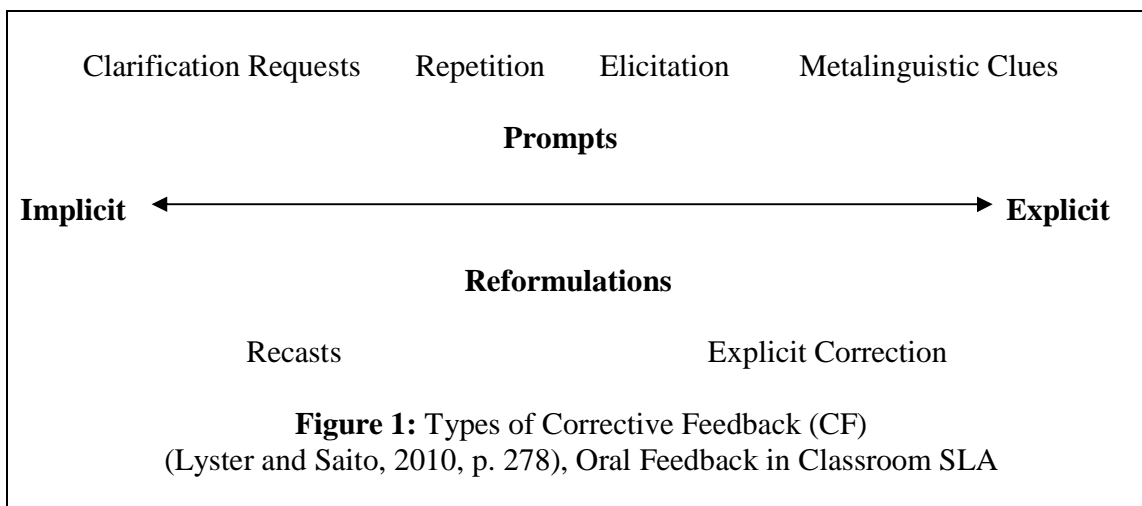 Clarification Requests Repetition Elicitation Metalinguistic Clues
Prompts
Implicit Explicit
Reformulations
Recasts Explicit Correction
Figure 1: Types of Corrective Feedback (CF)
(Lyster and Saito, 2010, p. 278), Oral Feedback in Classroom SLA